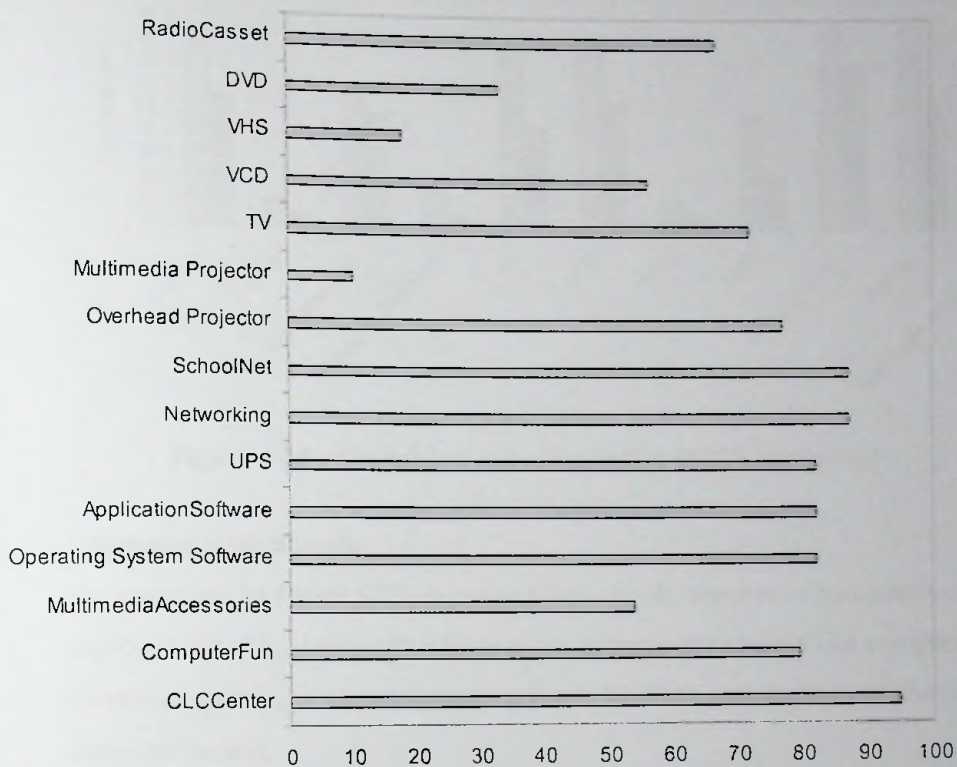 RadioCasset
DVD
VHS
VCD
TV
Multimedia Projector
Overhead Projector
SchoolNet
Networking
UPS
ApplicationSoftware
Operating System Software
MultimediaAccessories
ComputerFun
CLCCenter
0 10 20 30 40 50 60 70 80 90 100